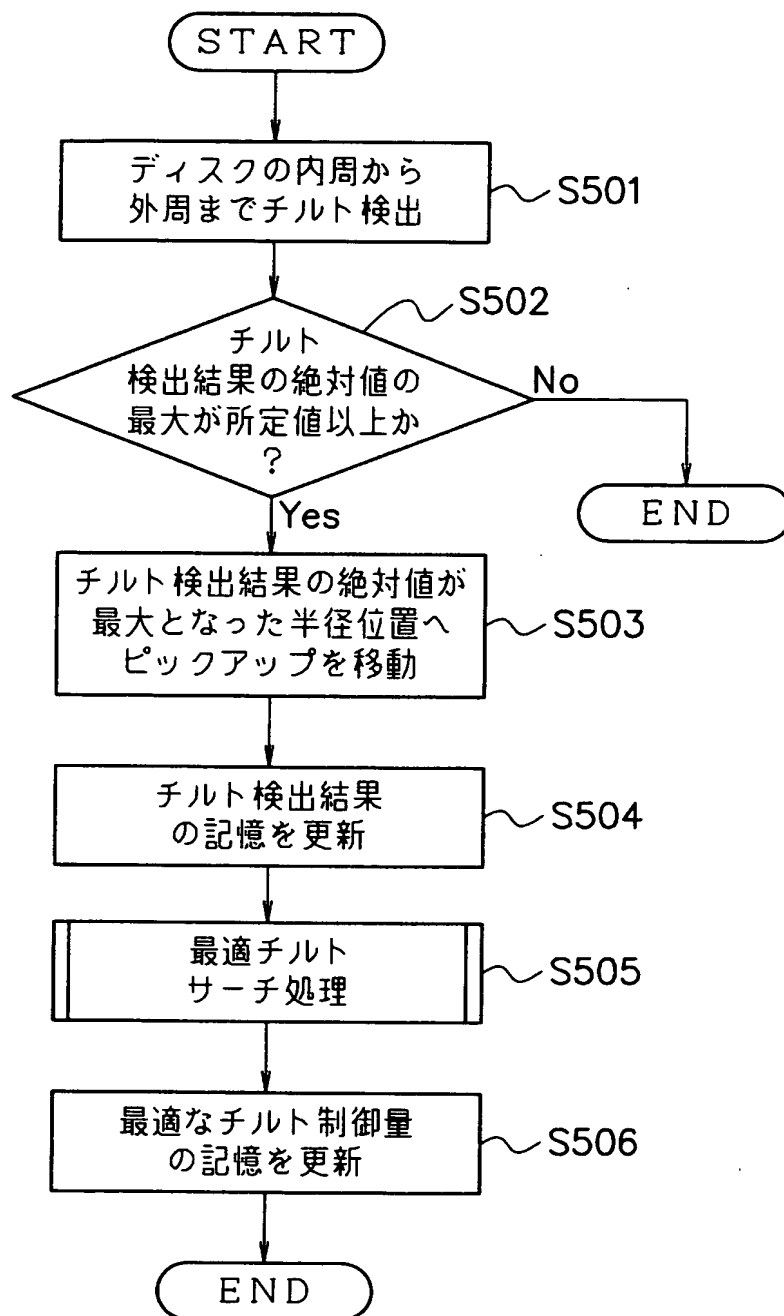 START
ディスクの内周から
外周までチルト検出
S501
S502
チルト
検出結果の絶対値の
最大が所定値以上か
?
No
END
Yes
チルト検出結果の絶対値が
最大となった半径位置へ
ピックアップを移動
S503
チルト検出結果
の記憶を更新
S504
最適チルト
サーチ処理
S505
最適なチルト制御量
の記憶を更新
S506
END